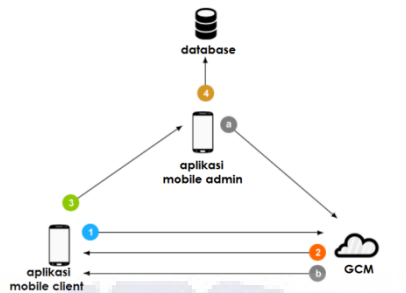 database
4
a
aplikasi
mobile admin
3
1
2
b
GCM
aplikasi
mobile client